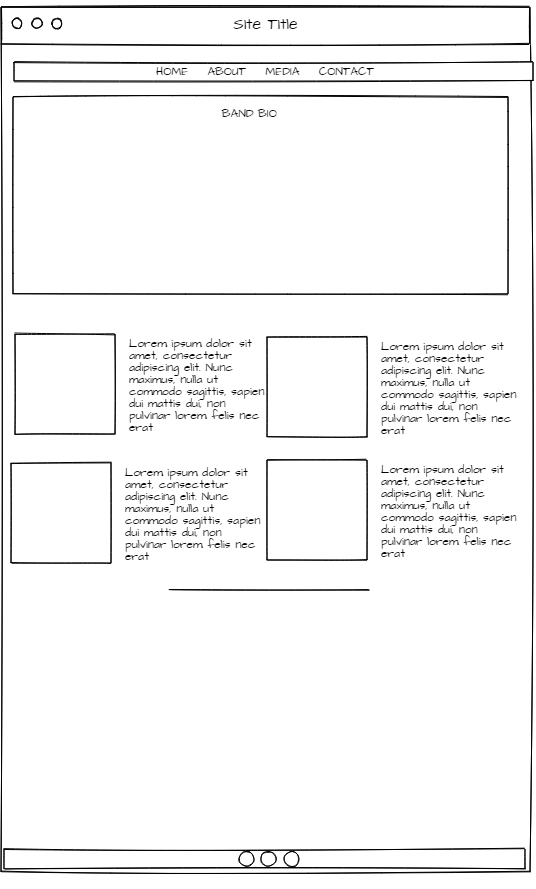 Site Title
HOME ABOUT MEDIA CONTACT
BAND BIO
Lorem ipsum dolor sit
amet, consectetur
adipiscing elit. Nunc
maximus, nulla ut
commodo sagittis, sapien
dui mattis dui, non
pulvinar lorem felis nec
erat
Lorem ipsum dolor sit
amet, consectetur
adipiscing elit. Nunc
maximus, nulla ut
commodo sagittis, sapien
dui mattis dui, non
pulvinar lorem felis nec
erat
Lorem ipsum dolor sit
amet, consectetur
adipiscing elit. Nunc
maximus, nulla ut
commodo sagittis, sapien
dui mattis dui, non
pulvinar lorem felis nec
erat
Lorem ipsum dolor sit
amet, consectetur
adipiscing elit. Nunc
maximus, nulla ut
commodo sagittis, sapien
dui mattis dui, non
pulvinar lorem felis nec
erat